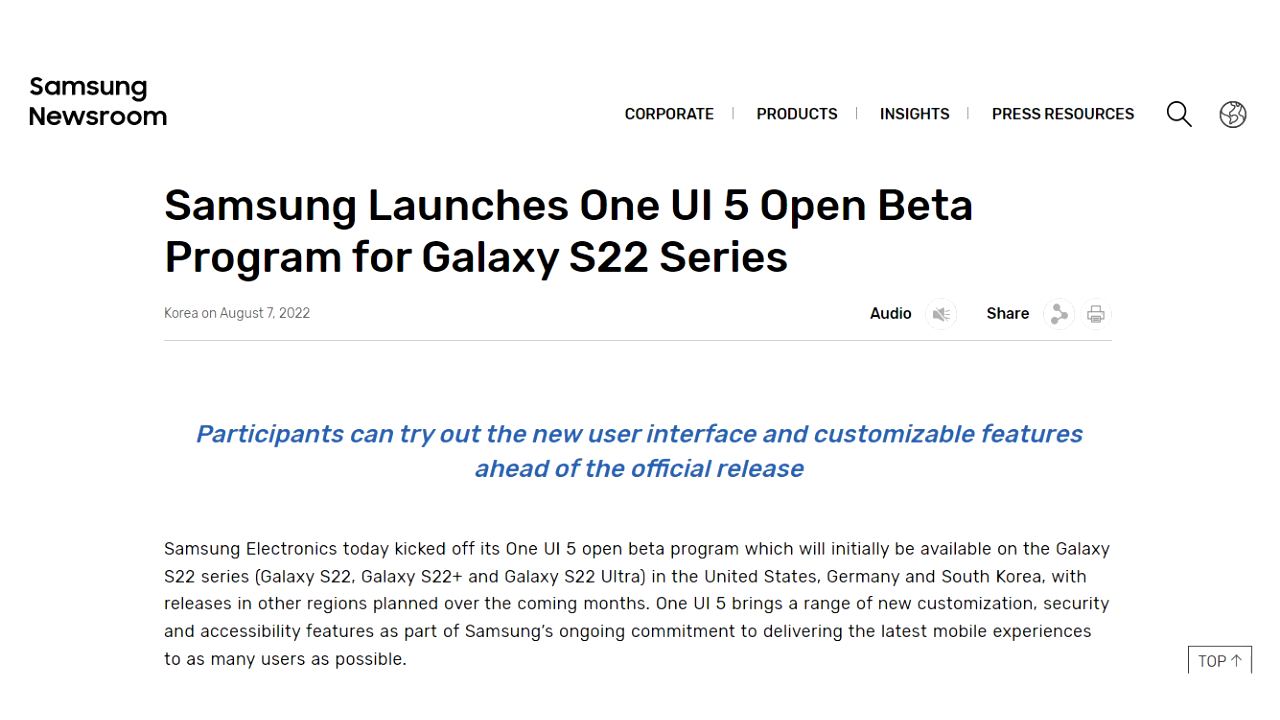 Samsung
Newsroom
CORPORATE
PRODUCTS
INSIGHTS
PRESS RESOURCES
Samsung Launches One UI 5 Open Beta
Program for Galaxy S22 Series
Korea on August 7, 2022
Audio
Share
Participants can try out the new user interface and customizable features
ahead of the official release
Samsung Electronics today kicked off its One UI 5 open beta program which will initially be available on the Galaxy
S22 series (Galaxy S22, Galaxy S22+ and Galaxy S22 Ultra) in the United States, Germany and South Korea, with
releases in other regions planned over the coming months. One UI 5 brings a range of new customization, security
and accessibility features as part of Samsung’s ongoing commitment to delivering the latest mobile experiences
to as many users as possible.
TOP ↑